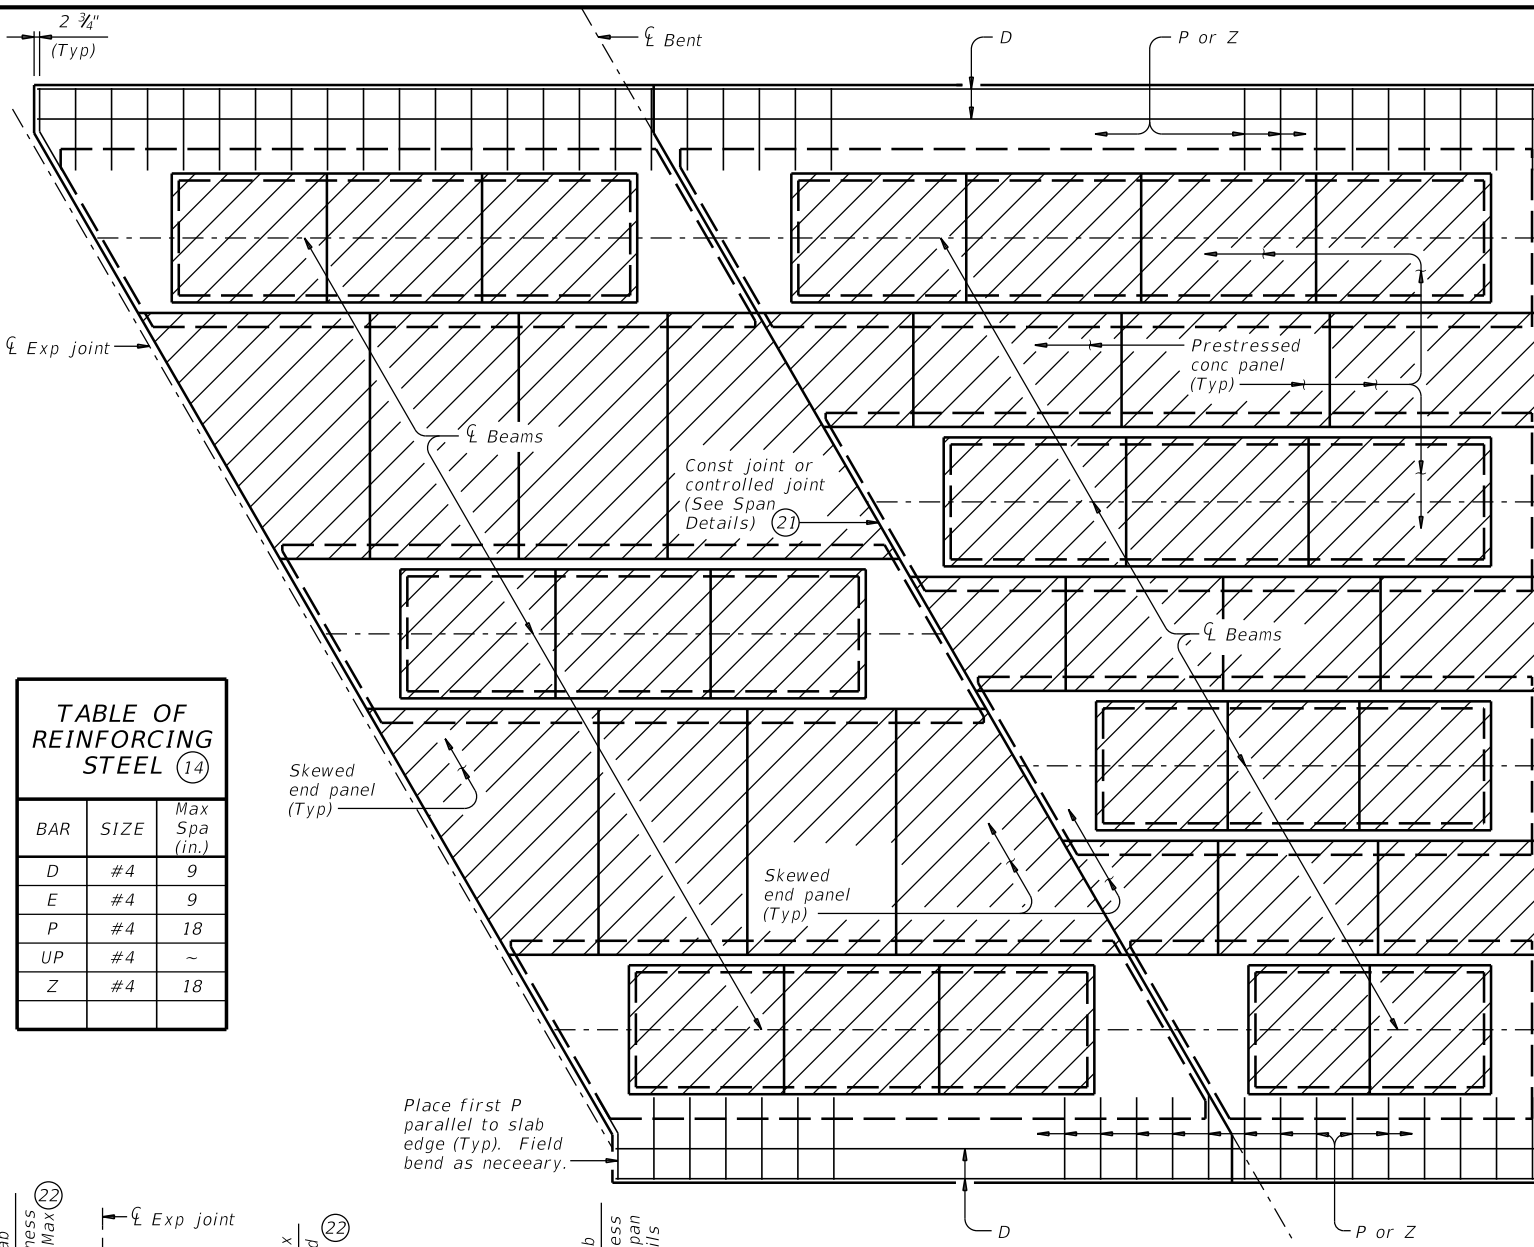 2 ¾"
(Typ)
℄ Bent
D
P or Z
℄ Exp joint
℄ Beams
Prestressed
conc panel
(Typ)
Const joint or
controlled joint
(See Span
Details) 21
℄ Beams
TABLE OF
REINFORCING
STEEL 14
BAR SIZE Max Spa (in.)
D #4 9
E #4 9
P #4 18
UP #4 ~
Z #4 18
Skewed
end panel
(Typ)
Skewed
end panel
(Typ)
Place first P
parallel to slab
edge (Typ). Field
bend as neceeary.
22
Max
℄ Exp joint
22
D
P or Z